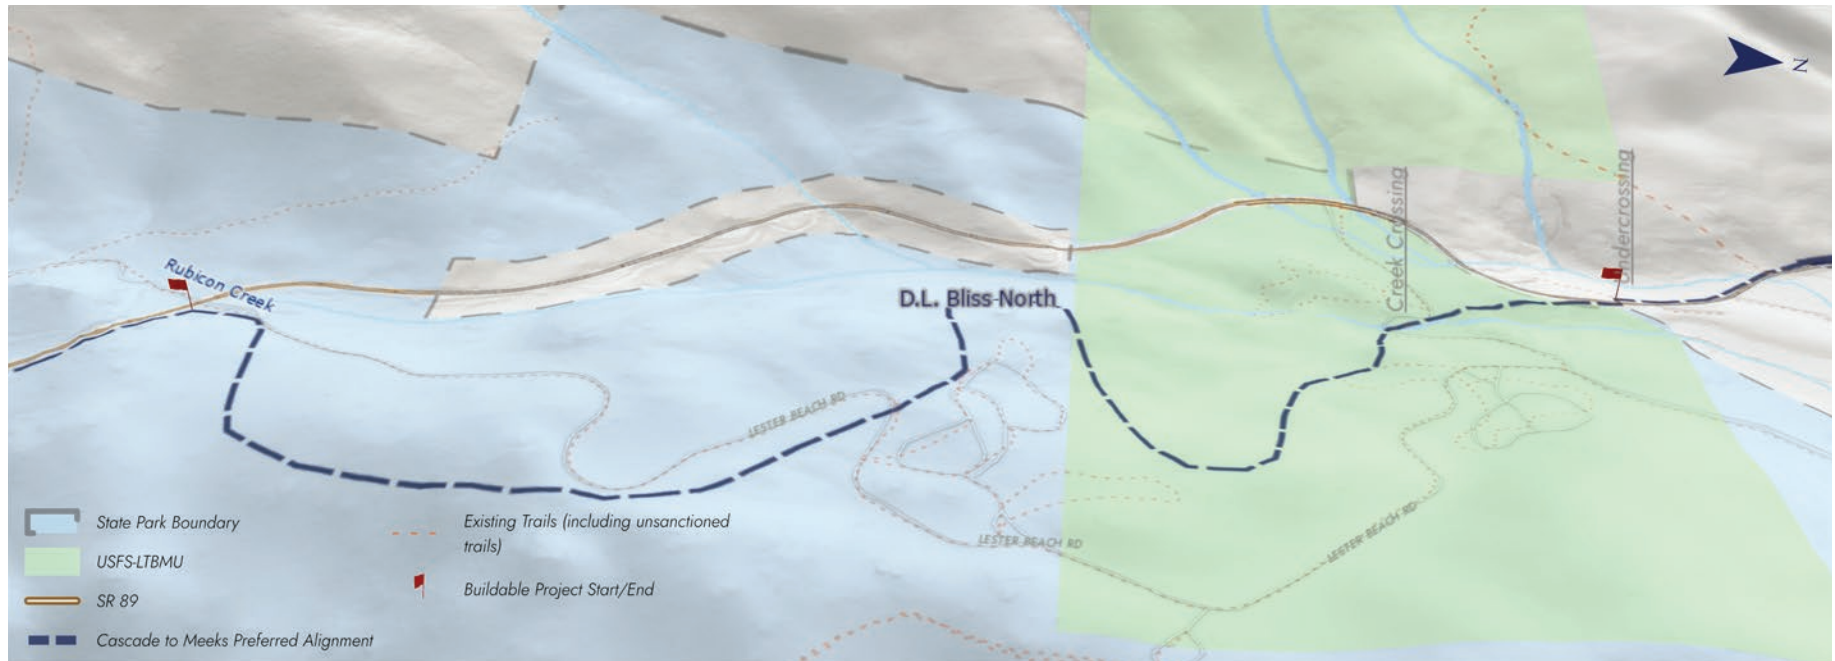 N
Creek Crossing
Undercrossing
Rubicon Creek
D.L. Bliss North
LESTER BEACH RD
LESTER BEACH RD
LESTER BEACH RD
State Park Boundary
USFS-LTBMU
SR 89
Cascade to Meeks Preferred Alignment
Existing Trails (including unsanctioned
trails)
Buildable Project Start/End